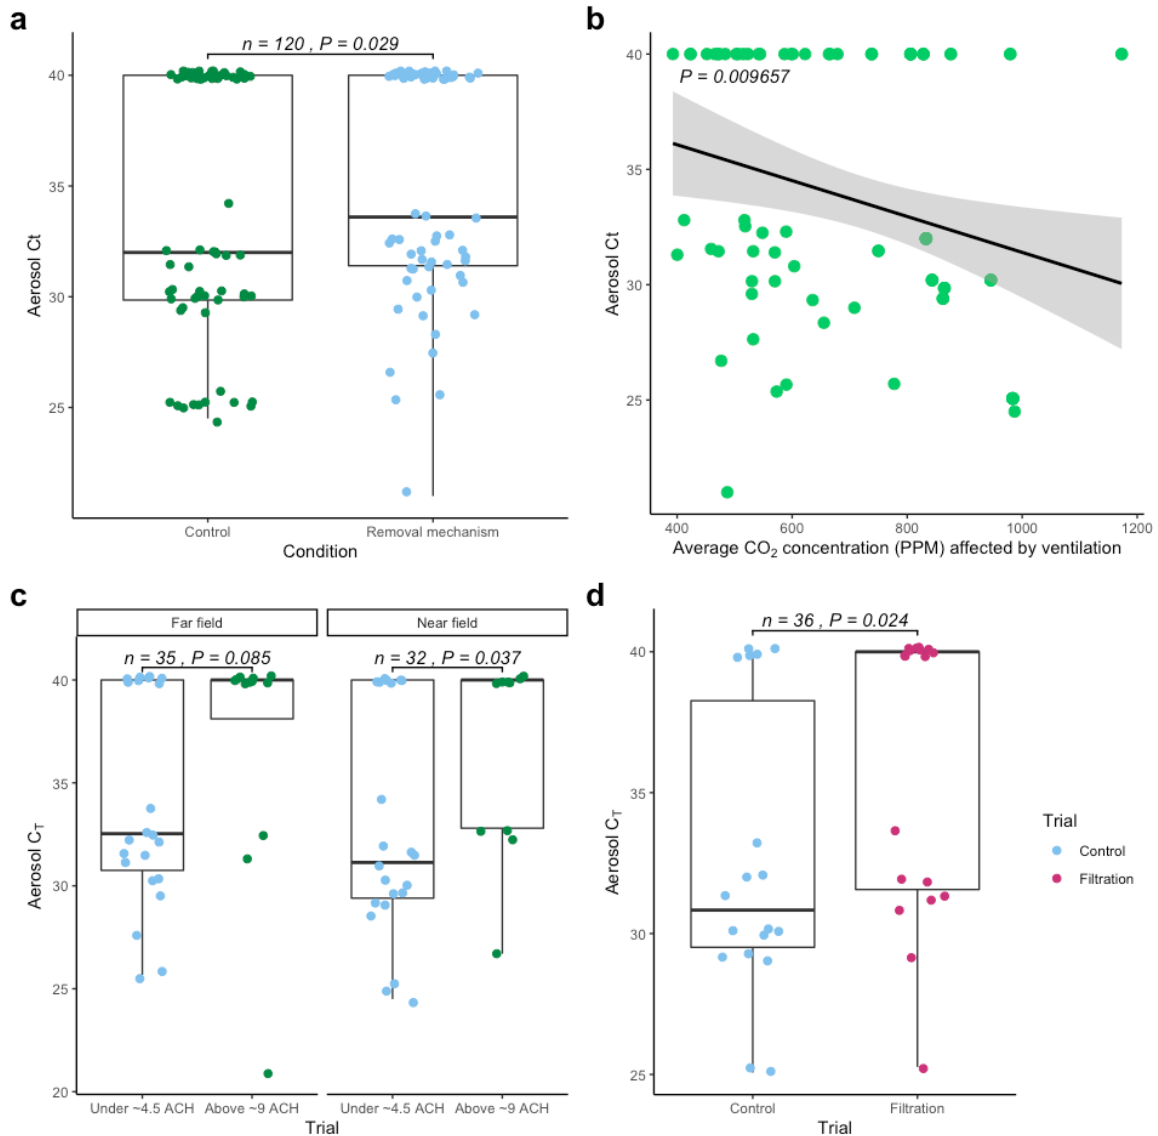 a
n = 120 , P = 0.029
40
35
30
25
Aerosol Ct
Control
Removal mechanism
Condition
b
P = 0.009657
40
35
30
25
Aerosol Ct
400
600
800
1000
1200
Average CO2 concentration (PPM) affected by ventilation
c
Far field
Near field
n = 35 , P = 0.085
n = 32 , P = 0.037
40
35
30
25
20
Aerosol CT
Under ~4.5 ACH
Above ~9 ACH
Under ~4.5 ACH
Above ~9 ACH
Trial
d
n = 36 , P = 0.024
40
35
30
25
Aerosol CT
Control
Filtration
Trial
Trial
Control
Filtration